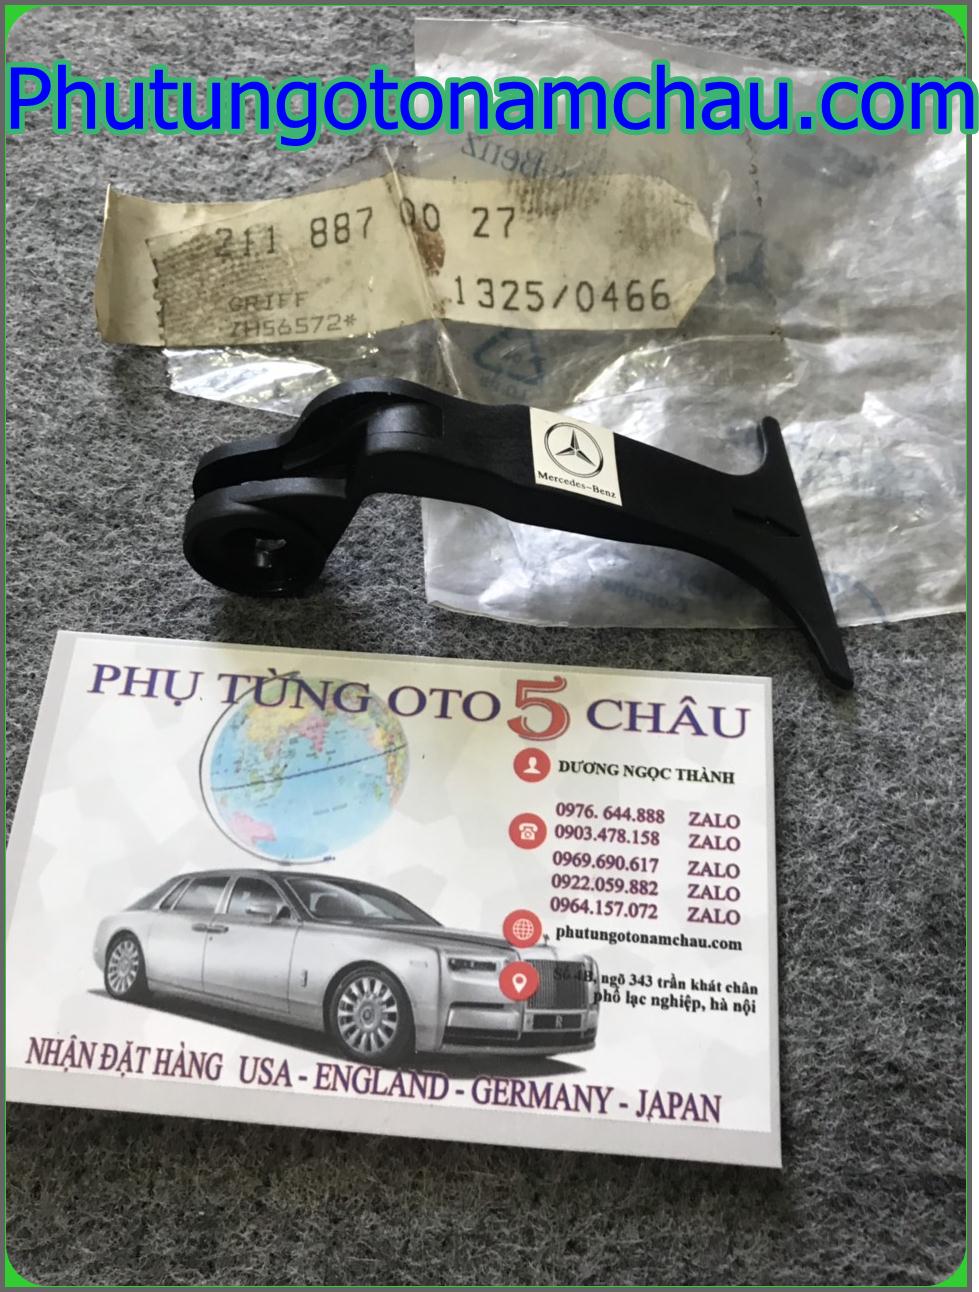 Phutungotonamchau.com
211 887 00 27
1325/0466
GRIFF
ZH56572*
Mercedes-Benz
PHỤ TÙNG OTO 5 CHÂU
DƯƠNG NGỌC THÀNH
0976. 644.888 ZALO
0903.478.158 ZALO
0969.690.617 ZALO
0922.059.882 ZALO
0964.157.072 ZALO
phutungotonamchau.com
Số 4B, ngõ 343 trần khát chân
phố lạc nghiệp, hà nội
NHẬN ĐẶT HÀNG USA - ENGLAND - GERMANY - JAPAN